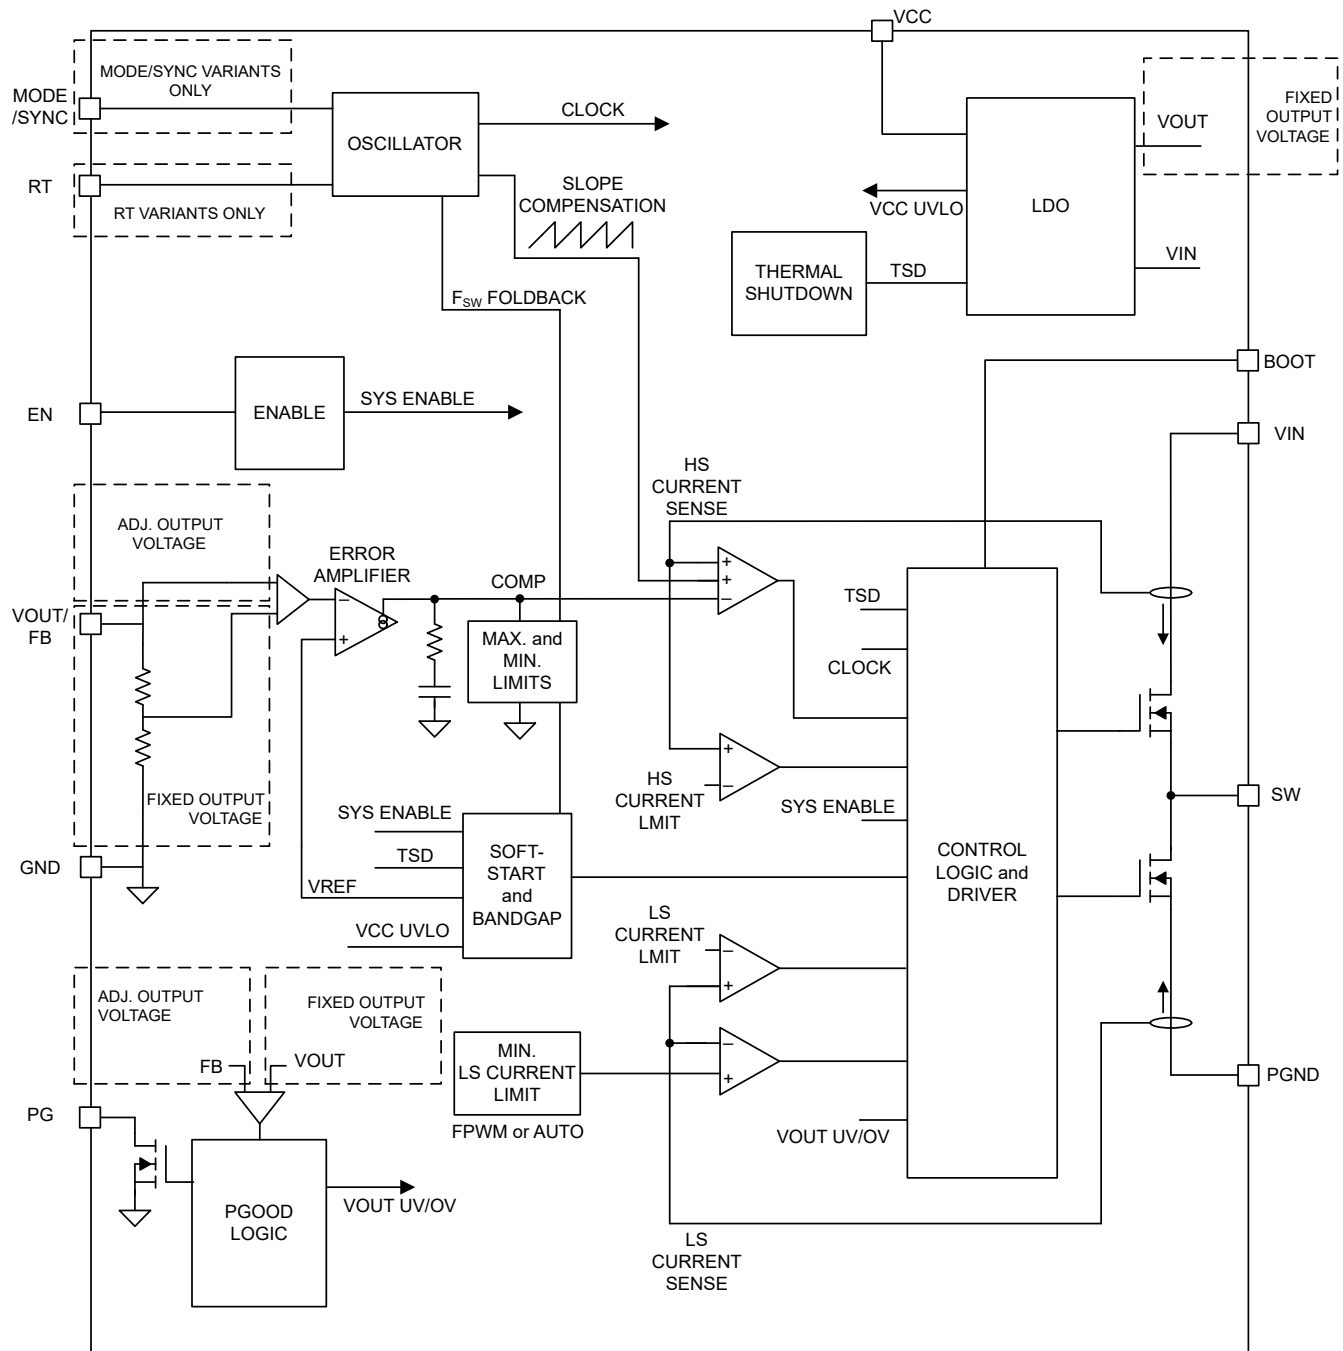 VCC
MODE/SYNC VARIANTS
ONLY
MODE
/SYNC
OSCILLATOR
CLOCK
FIXED
OUTPUT
VOLTAGE
VOUT
RT
RT VARIANTS ONLY
SLOPE
COMPENSATION
VCC UVLO
LDO
THERMAL
SHUTDOWN
TSD
VIN
FSW FOLDBACK
BOOT
EN
ENABLE
SYS ENABLE
VIN
HS
CURRENT
SENSE
ADJ. OUTPUT
VOLTAGE
ERROR
AMPLIFIER
COMP
+
+
−
−
+
VOUT/
FB
MAX. and
MIN.
LIMITS
TSD
CLOCK
+
−
HS
CURRENT
LMIT
SYS ENABLE
FIXED OUTPUT
VOLTAGE
SW
SYS ENABLE
TSD
VREF
VCC UVLO
SOFT-
START
and
BANDGAP
CONTROL
LOGIC and
DRIVER
GND
LS
CURRENT
LMIT
−
+
ADJ. OUTPUT
VOLTAGE
FIXED OUTPUT
VOLTAGE
FB
VOUT
MIN.
LS CURRENT
LIMIT
−
+
PGND
PG
FPWM or AUTO
VOUT UV/OV
PGOOD
LOGIC
VOUT UV/OV
LS
CURRENT
SENSE